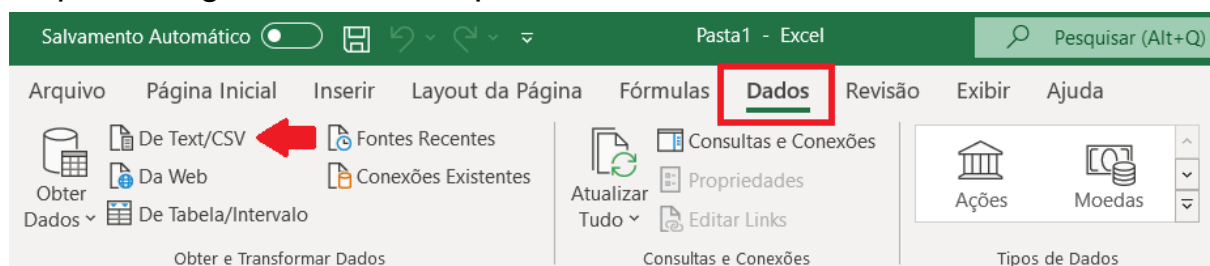 Salvamento Automático
Pasta1 - Excel
Pesquisar (Alt+Q)
Arquivo Página Inicial Inserir Layout da Página Fórmulas Dados Revisão Exibir Ajuda
De Text/CSV
Fontes Recentes
Da Web
Conexões Existentes
De Tabela/Intervalo
Obter
Dados
Obter e Transformar Dados
Atualizar
Tudo
Consultas e Conexões
Propriedades
Editar Links
Consultas e Conexões
Ações
Moedas
Tipos de Dados